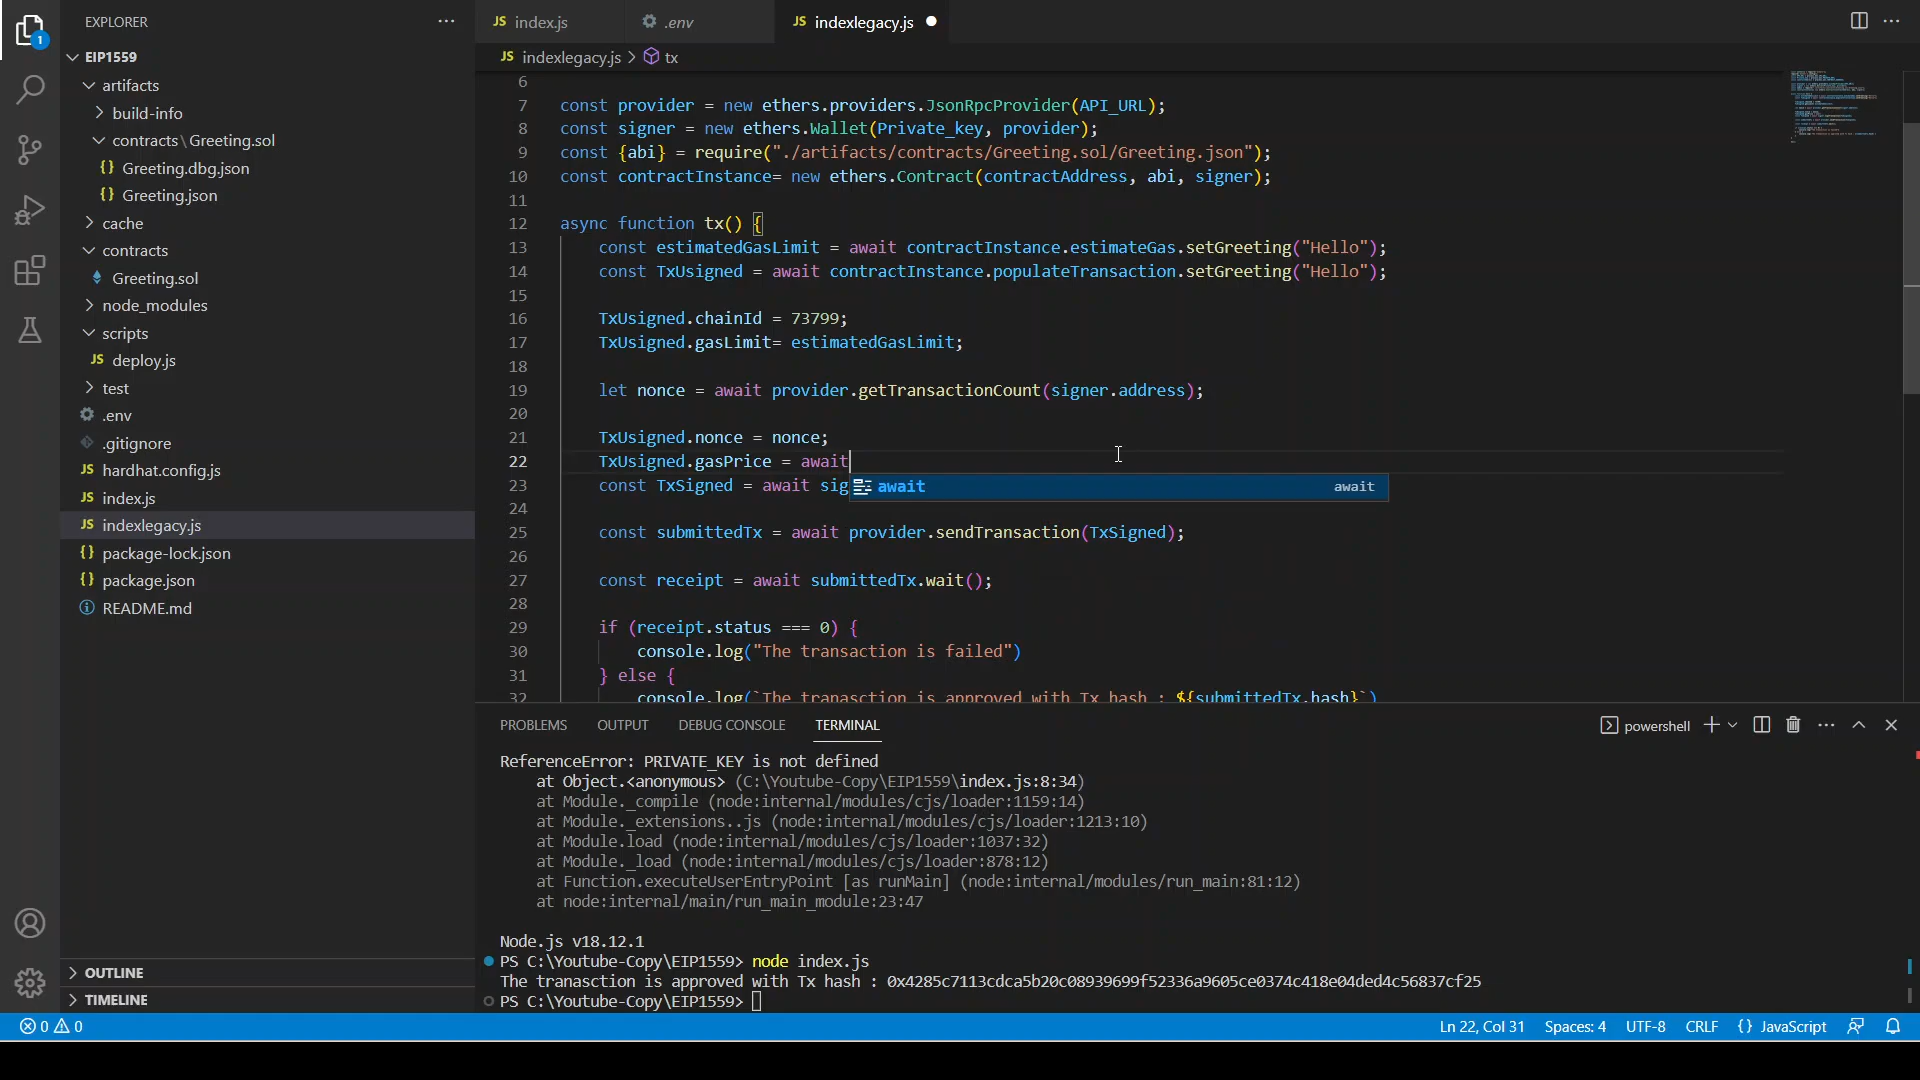 EXPLORER
index.js
.env
indexlegacy.js
EIP1559
indexlegacy.js > tx
artifacts
build-info
contracts\Greeting.sol
Greeting.dbg.json
Greeting.json
cache
contracts
Greeting.sol
node_modules
scripts
deploy.js
test
.env
.gitignore
hardhat.config.js
index.js
indexlegacy.js
package-lock.json
package.json
README.md
OUTLINE
TIMELINE
1
6
7 const provider = new ethers.providers.JsonRpcProvider(API_URL);
8 const signer = new ethers.Wallet(Private_key, provider);
9 const {abi} = require("./artifacts/contracts/Greeting.sol/Greeting.json");
10 const contractInstance= new ethers.Contract(contractAddress, abi, signer);
11
12 async function tx() {
13 const estimatedGasLimit = await contractInstance.estimateGas.setGreeting("Hello");
14 const TxUsigned = await contractInstance.populateTransaction.setGreeting("Hello");
15
16 TxUsigned.chainId = 73799;
17 TxUsigned.gasLimit= estimatedGasLimit;
18
19 let nonce = await provider.getTransactionCount(signer.address);
20
21 TxUsigned.nonce = nonce;
22 TxUsigned.gasPrice = await
23 const TxSigned = await sig
await await
24
25 const submittedTx = await provider.sendTransaction(TxSigned);
26
27 const receipt = await submittedTx.wait();
28
29 if (receipt.status === 0) {
30 console.log("The transaction is failed")
31 } else {
32 console.log(`The tranasction is approved with Tx hash : ${submittedTx.hash}`)
PROBLEMS OUTPUT DEBUG CONSOLE TERMINAL
powershell
ReferenceError: PRIVATE_KEY is not defined
at Object.<anonymous> (C:\Youtube-Copy\EIP1559\index.js:8:34)
at Module._compile (node:internal/modules/cjs/loader:1159:14)
at Module._extensions..js (node:internal/modules/cjs/loader:1213:10)
at Module.load (node:internal/modules/cjs/loader:1037:32)
at Module._load (node:internal/modules/cjs/loader:878:12)
at Function.executeUserEntryPoint [as runMain] (node:internal/modules/run_main:81:12)
at node:internal/main/run_main_module:23:47
Node.js v18.12.1
PS C:\Youtube-Copy\EIP1559> node index.js
The tranasction is approved with Tx hash : 0x4285c7113cdca5b20c08939699f52336a9605ce0374c418e04ded4c56837cf25
PS C:\Youtube-Copy\EIP1559>
0 0
Ln 22, Col 31 Spaces: 4 UTF-8 CRLF {} JavaScript